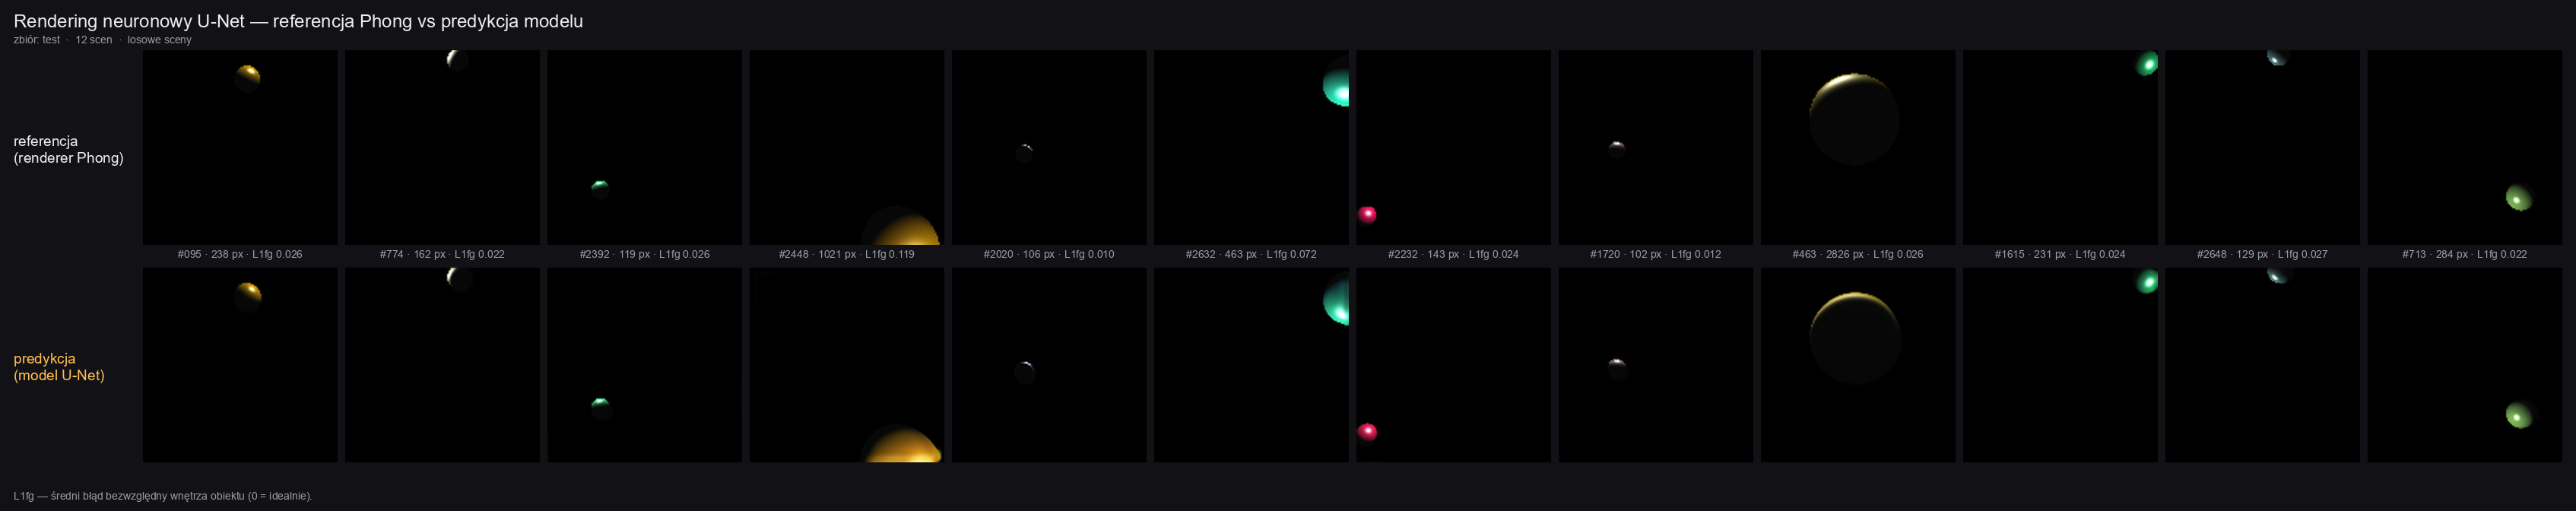 Rendering neuronowy U-Net — referencja Phong vs predykcja modelu
zbiór: test · 12 scen · losowe sceny
referencja
(renderer Phong)
#095 · 238 px · L1fg 0.026
#774 · 162 px · L1fg 0.022
#2392 · 119 px · L1fg 0.026
#2448 · 1021 px · L1fg 0.119
#2020 · 106 px · L1fg 0.010
#2632 · 463 px · L1fg 0.072
#2232 · 143 px · L1fg 0.024
#1720 · 102 px · L1fg 0.012
#463 · 2826 px · L1fg 0.026
#1615 · 231 px · L1fg 0.024
#2648 · 129 px · L1fg 0.027
#713 · 284 px · L1fg 0.022
predykcja
(model U-Net)
L1fg — średni błąd bezwzględny wnętrza obiektu (0 = idealnie).